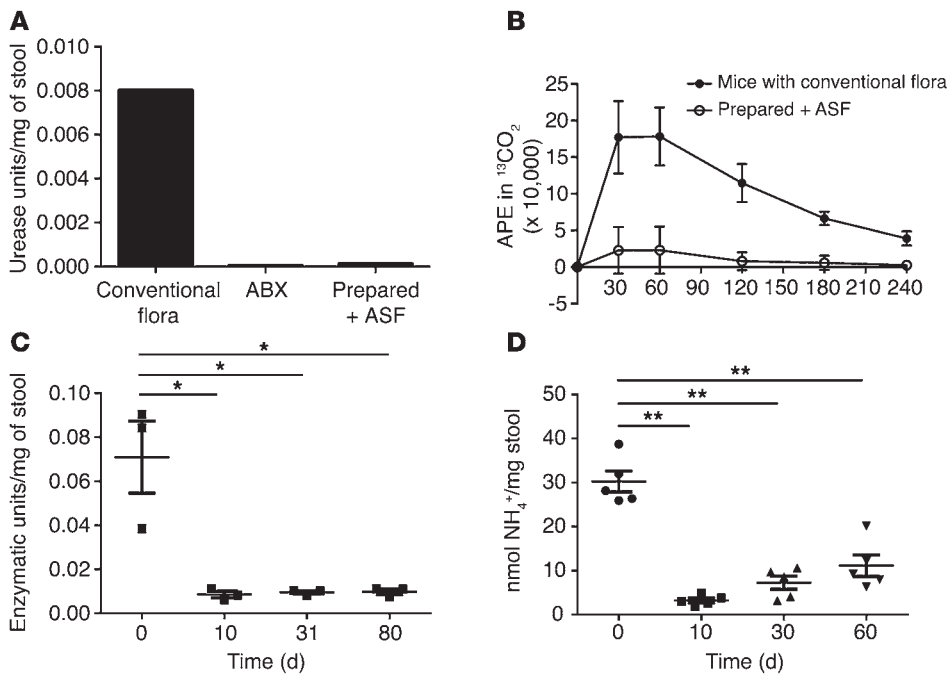 A
Urease units/mg of stool
0.010
0.008
0.006
0.004
0.002
0.000
Conventional
flora
ABX
Prepared
+ ASF
B
APE in ¹³CO₂
(x 10,000)
25
20
15
10
5
0
-5
30 60 90 120 150 180 210 240
Mice with conventional flora
Prepared + ASF
C
Enzymatic units/mg of stool
0.10
0.08
0.06
0.04
0.02
0.00
*
*
*
0 10 31 80
Time (d)
D
nmol NH₄⁺/mg stool
50
40
30
20
10
0
**
**
**
0 10 30 60
Time (d)